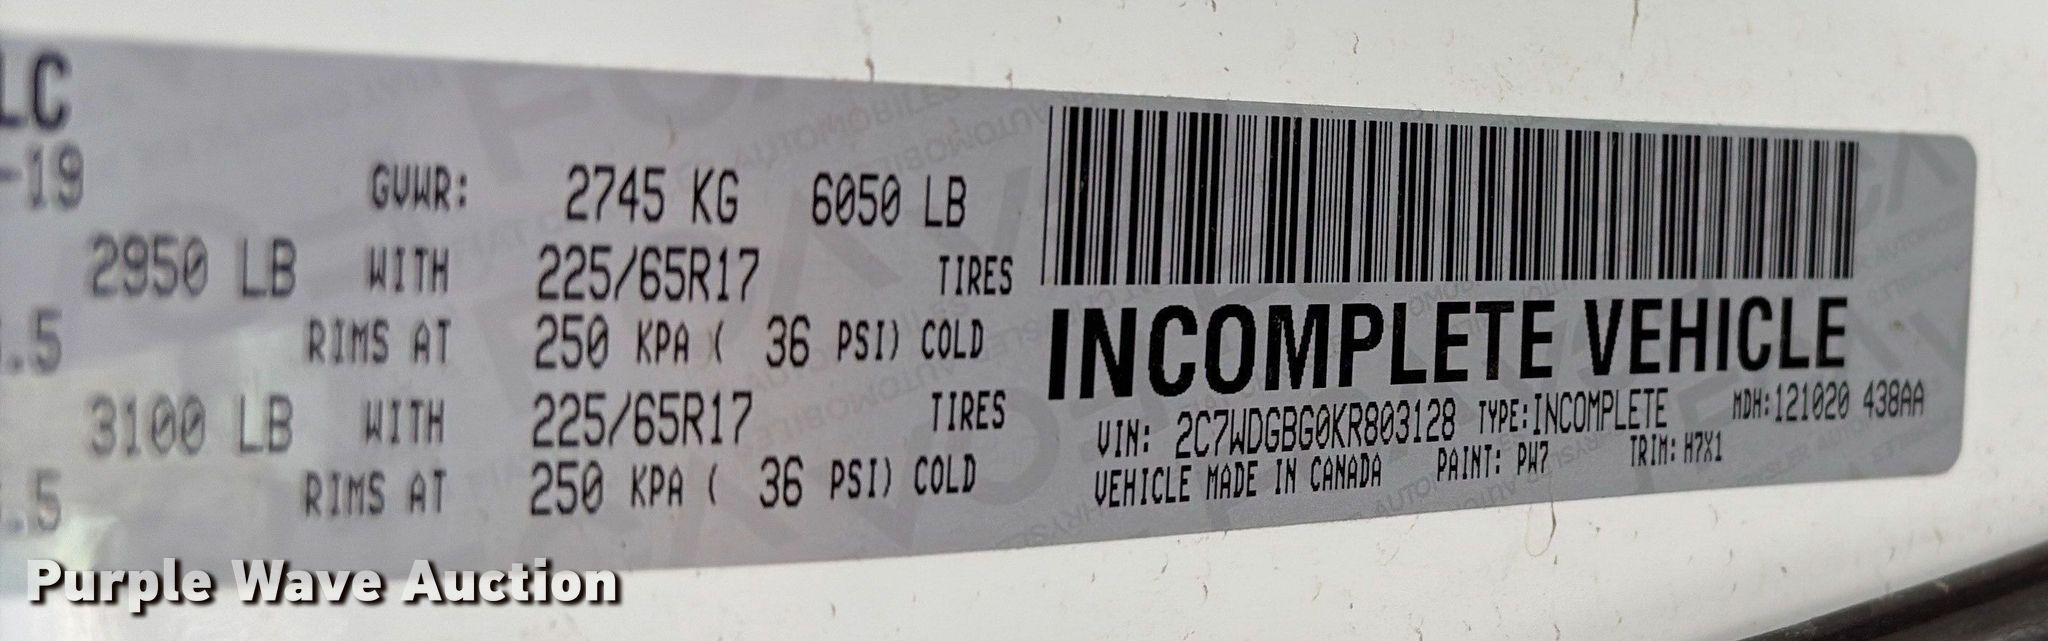 LC
-19
GVWR: 2745 KG 6050 LB
2950 LB WITH 225/65R17 TIRES
.5 RIMS AT 250 KPA ( 36 PSI) COLD
3100 LB WITH 225/65R17 TIRES
.5 RIMS AT 250 KPA ( 36 PSI) COLD
INCOMPLETE VEHICLE
VIN: 2C7WDGBG0KR803128 TYPE:INCOMPLETE MDH:121020 438AA
VEHICLE MADE IN CANADA PAINT: PW7 TRIM: H7X1
Purple Wave Auction